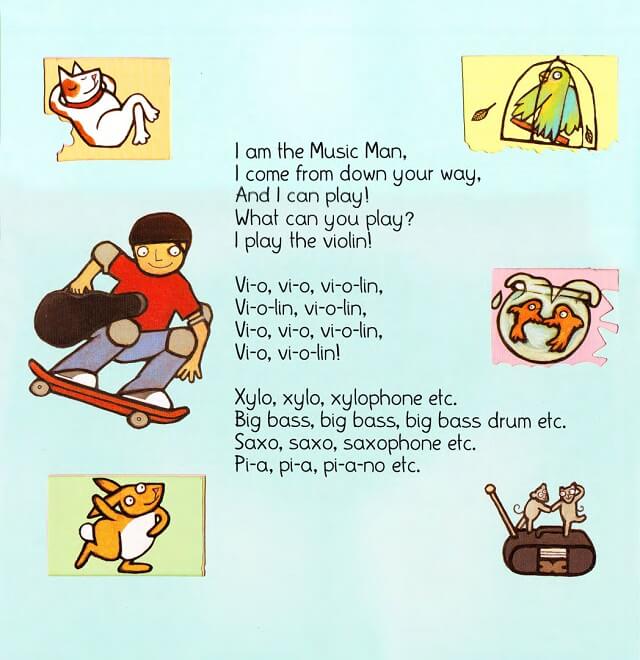 I am the Music Man,
I come from down your way,
And I can play!
What can you play?
I play the violin!
Vi-o, vi-o, vi-o-lin,
Vi-o-lin, vi-o-lin,
Vi-o, vi-o, vi-o-lin,
Vi-o, vi-o-lin!
Xylo, xylo, xylophone etc.
Big bass, big bass, big bass drum etc.
Saxo, saxo, saxophone etc.
Pi-a, pi-a, pi-a-no etc.